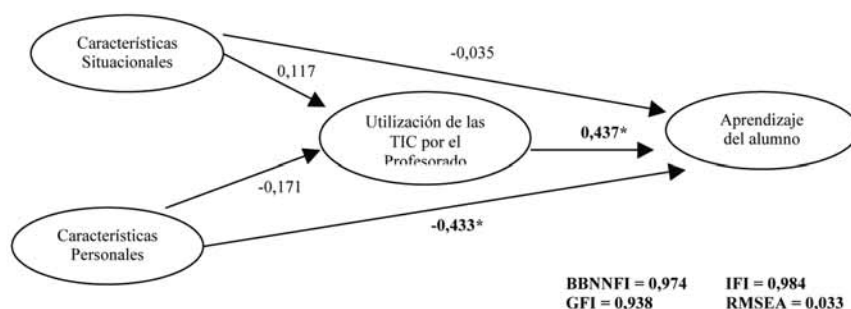 Características
Situacionales
-0,035
0,117
Utilización de las
TIC por el
Profesorado
0,437*
Aprendizaje
del alumno
-0,171
Características
Personales
-0,433*
BBNNFI = 0,974 IFI = 0,984
GFI = 0,938 RMSEA = 0,033